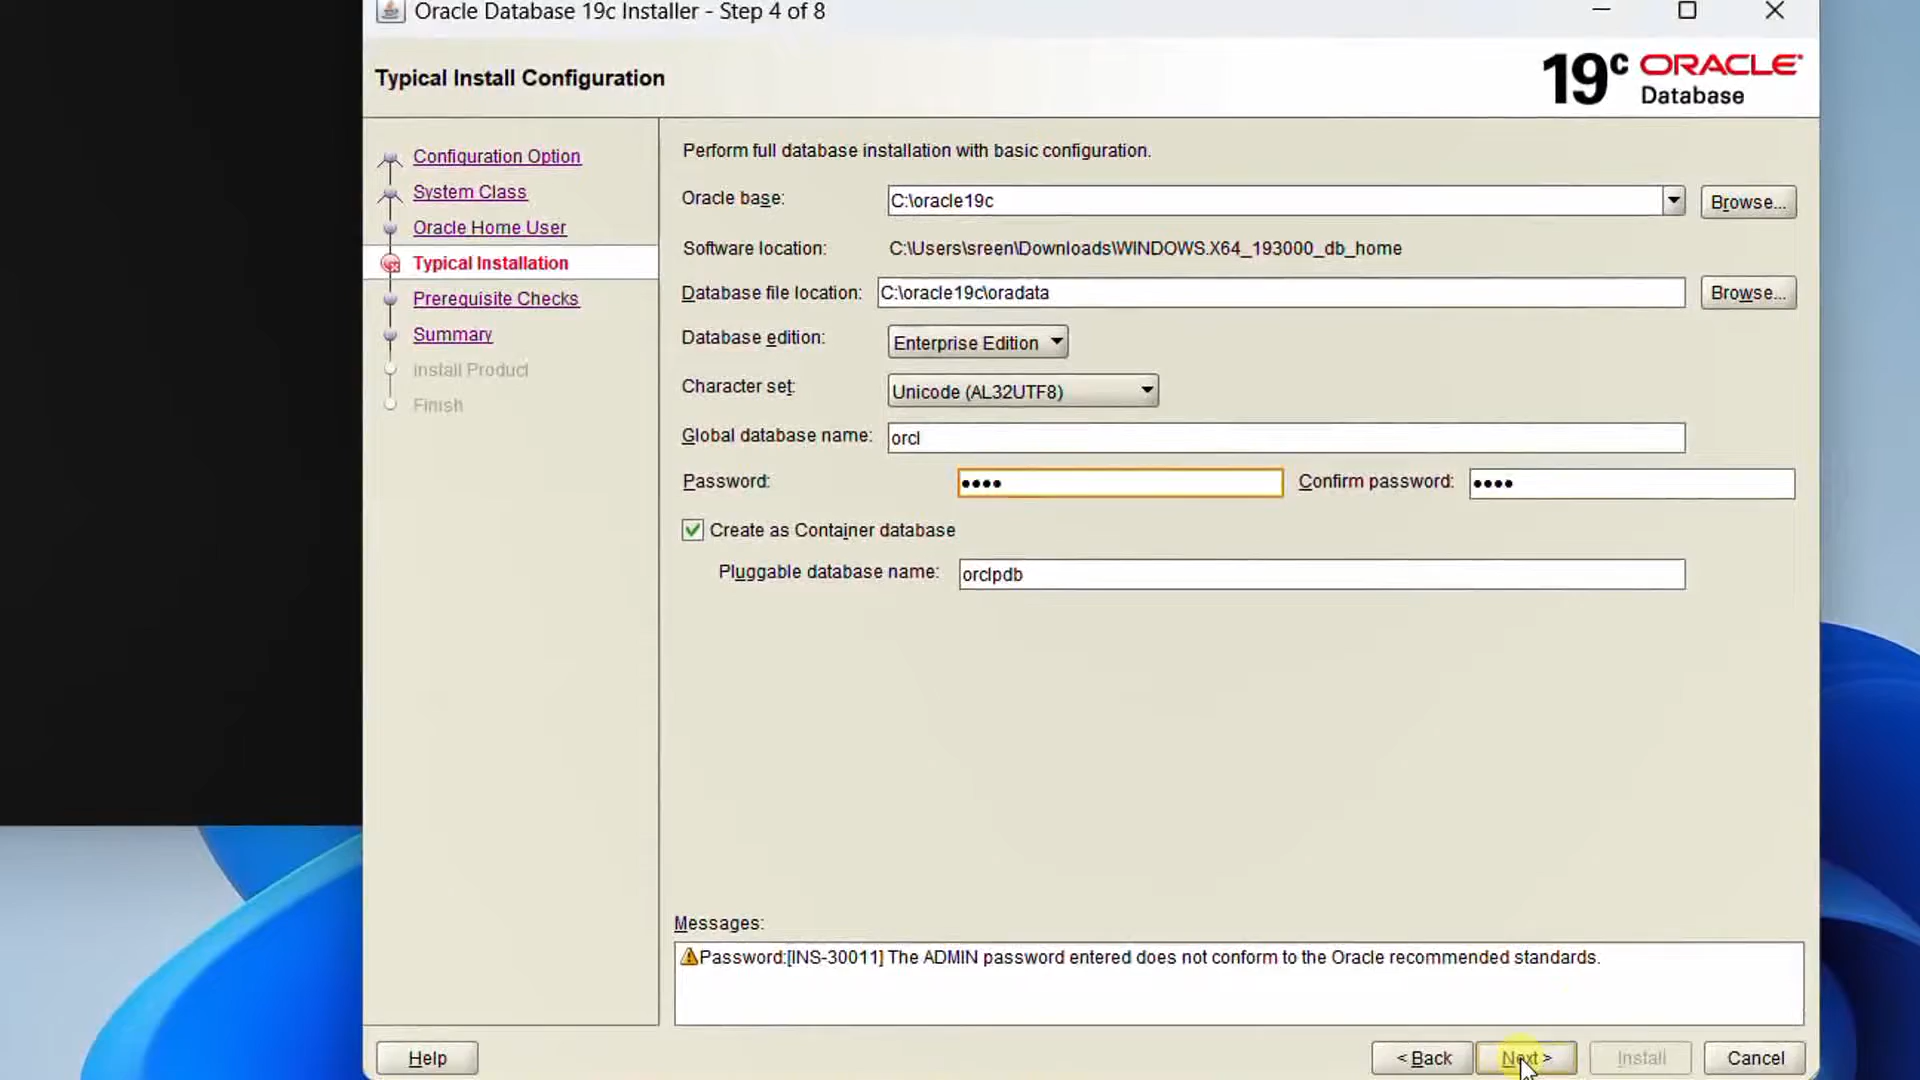 Oracle Database 19c Installer - Step 4 of 8
Typical Install Configuration
19c ORACLE
Database
Configuration Option
System Class
Oracle Home User
Typical Installation
Prerequisite Checks
Summary
Install Product
Finish
Perform full database installation with basic configuration.
Oracle base: C:\oracle19c Browse...
Software location: C:\Users\sreen\Downloads\WINDOWS.X64_193000_db_home
Database file location: C:\oracle19c\oradata Browse...
Database edition: Enterprise Edition
Character set: Unicode (AL32UTF8)
Global database name: orcl
Password: •••• Confirm password: ••••
Create as Container database
Pluggable database name: orclpdb
Messages:
Password:[INS-30011] The ADMIN password entered does not conform to the Oracle recommended standards.
Help < Back Next > Install Cancel